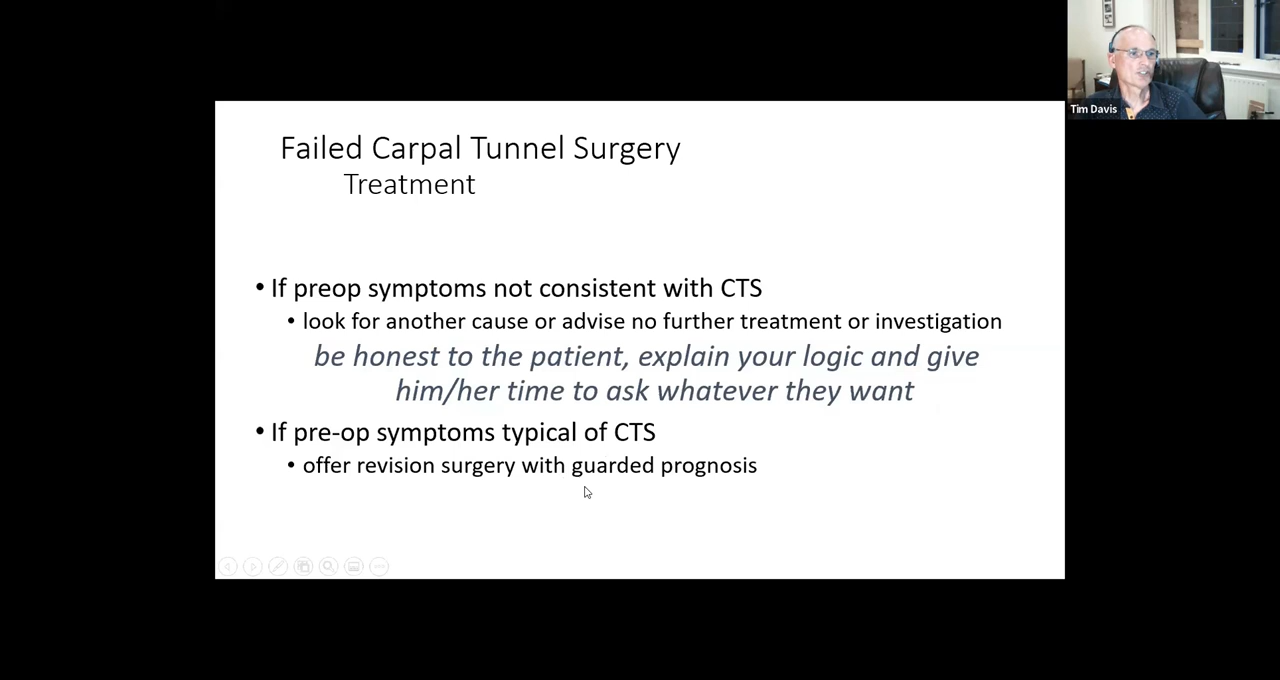 Tim Davis
Failed Carpal Tunnel Surgery
Treatment
• If preop symptoms not consistent with CTS
• look for another cause or advise no further treatment or investigation
be honest to the patient, explain your logic and give
him/her time to ask whatever they want
• If pre-op symptoms typical of CTS
• offer revision surgery with guarded prognosis